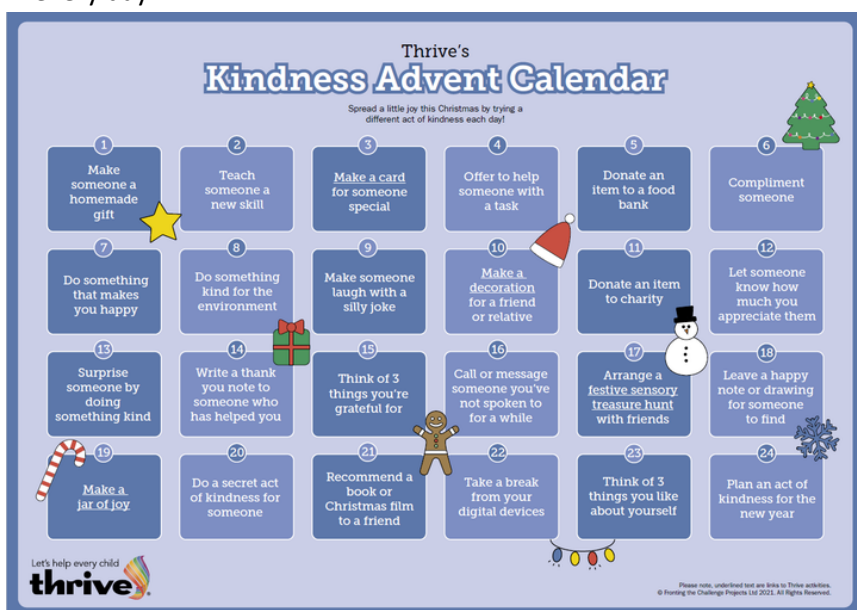 Thrive's
Kindness Advent Calendar
Spread a little joy this Christmas by trying a
different act of kindness each day!
1
Make
someone a
homemade
gift
2
Teach
someone a
new skill
3
Make a card
for someone
special
4
Offer to help
someone with
a task
5
Donate an
item to a food
bank
6
Compliment
someone
7
Do something
that makes
you happy
8
Do something
kind for the
environment
9
Make someone
laugh with a
silly joke
10
Make a
decoration
for a friend
or relative
11
Donate an item
to charity
12
Let someone
know how
much you
appreciate them
13
Surprise
someone by
doing
something kind
14
Write a thank
you note to
someone who
has helped you
15
Think of 3
things you're
grateful for
16
Call or message
someone you've
not spoken to
for a while
17
Arrange a
festive sensory
treasure hunt
with friends
18
Leave a happy
note or drawing
for someone
to find
19
Make a
jar of joy
20
Do a secret act
of kindness for
someone
21
Recommend a
book or
Christmas film
to a friend
22
Take a break
from your
digital devices
23
Think of 3
things you like
about yourself
24
Plan an act of
kindness for the
new year
Let's help every child
thrive
Please note, underlined text are links to Thrive activities.
© Fronting the Challenge Projects Ltd 2021. All Rights Reserved.